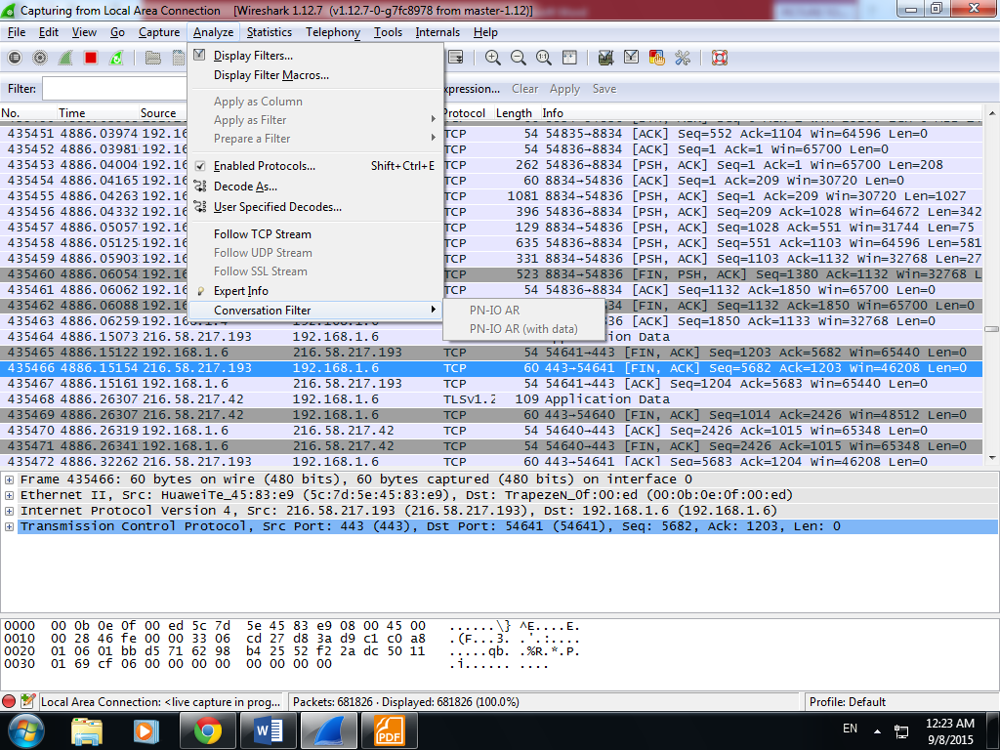 Capturing from Local Area Connection [Wireshark 1.12.7 (v1.12.7-0-g7fc8978 from master-1.12)]
File Edit View Go Capture Analyze Statistics Telephony Tools Internals Help
Filter: Expression... Clear Apply Save
Display Filters...
Display Filter Macros...
Apply as Column
Apply as Filter
Prepare a Filter
Enabled Protocols... Shift+Ctrl+E
Decode As...
User Specified Decodes...
Follow TCP Stream
Follow UDP Stream
Follow SSL Stream
Expert Info
Conversation Filter
PN-IO AR
PN-IO AR (with data)
No. Time Source Protocol Length Info
435451 4886.03974 192.16 TCP 54 54835→8834 [ACK] Seq=552 Ack=1104 Win=64596 Len=0
435452 4886.03981 192.16 TCP 54 54836→8834 [ACK] Seq=1 Ack=1 Win=65700 Len=0
435453 4886.04004 192.16 TCP 262 54836→8834 [PSH, ACK] Seq=1 Ack=1 Win=65700 Len=208
435454 4886.04165 192.16 TCP 60 8834→54836 [ACK] Seq=1 Ack=209 Win=30720 Len=0
435455 4886.04263 192.16 TCP 1081 8834→54836 [PSH, ACK] Seq=1 Ack=209 Win=30720 Len=1027
435456 4886.04332 192.16 TCP 396 54836→8834 [PSH, ACK] Seq=209 Ack=1028 Win=64672 Len=342
435457 4886.05057 192.16 TCP 129 8834→54836 [PSH, ACK] Seq=1028 Ack=551 Win=31744 Len=75
435458 4886.05125 192.16 TCP 635 54836→8834 [PSH, ACK] Seq=551 Ack=1103 Win=64596 Len=581
435459 4886.05903 192.16 TCP 331 8834→54836 [PSH, ACK] Seq=1103 Ack=1132 Win=32768 Len=27
435460 4886.06054 192.16 TCP 523 8834→54836 [FIN, PSH, ACK] Seq=1380 Ack=1132 Win=32768 L
435461 4886.06062 192.16 TCP 54 54836→8834 [ACK] Seq=1132 Ack=1850 Win=65700 Len=0
435462 4886.06088 192.16 34 [FIN, ACK] Seq=1132 Ack=1850 Win=65700 Len=0
435463 4886.06259 192.168.1.4 192.168.1.6 36 [ACK] Seq=1850 Ack=1133 Win=32768 Len=0
435464 4886.15073 216.58.217.193 192.168.1.6 Application Data
435465 4886.15122 192.168.1.6 216.58.217.193 TCP 54 54641→443 [FIN, ACK] Seq=1203 Ack=5682 Win=65440 Len=0
435466 4886.15154 216.58.217.193 192.168.1.6 TCP 60 443→54641 [FIN, ACK] Seq=5682 Ack=1203 Win=46208 Len=0
435467 4886.15161 192.168.1.6 216.58.217.193 TCP 54 54641→443 [ACK] Seq=1204 Ack=5683 Win=65440 Len=0
435468 4886.26307 216.58.217.42 192.168.1.6 TLSv1.2 109 Application Data
435469 4886.26307 216.58.217.42 192.168.1.6 TCP 60 443→54640 [FIN, ACK] Seq=1014 Ack=2426 Win=48512 Len=0
435470 4886.26319 192.168.1.6 216.58.217.42 TCP 54 54640→443 [ACK] Seq=2426 Ack=1015 Win=65348 Len=0
435471 4886.26341 192.168.1.6 216.58.217.42 TCP 54 54640→443 [FIN, ACK] Seq=2426 Ack=1015 Win=65348 Len=0
435472 4886.32262 216.58.217.193 192.168.1.6 TCP 60 443→54641 [ACK] Seq=5683 Ack=1204 Win=46208 Len=0
Frame 435466: 60 bytes on wire (480 bits), 60 bytes captured (480 bits) on interface 0
Ethernet II, Src: HuaweiTe_45:83:e9 (5c:7d:5e:45:83:e9), Dst: TrapezeN_0f:00:ed (00:0b:0e:0f:00:ed)
Internet Protocol Version 4, Src: 216.58.217.193 (216.58.217.193), Dst: 192.168.1.6 (192.168.1.6)
Transmission Control Protocol, Src Port: 443 (443), Dst Port: 54641 (54641), Seq: 5682, Ack: 1203, Len: 0
0000 00 0b 0e 0f 00 ed 5c 7d 5e 45 83 e9 08 00 45 00 ......\} ^E....E.
0010 00 28 46 fe 00 00 33 06 cd 27 d8 3a d9 c1 c0 a8 .(F...3. .'.:....
0020 01 06 01 bb d5 71 62 98 b4 25 52 f2 2a dc 50 11 .....qb. .%R.*.P.
0030 01 69 cf 06 00 00 00 00 00 00 00 00 .i...... ....
Local Area Connection: <live capture in prog... Packets: 681826 · Displayed: 681826 (100.0%) Profile: Default
W PDF EN 12:23 AM
9/8/2015